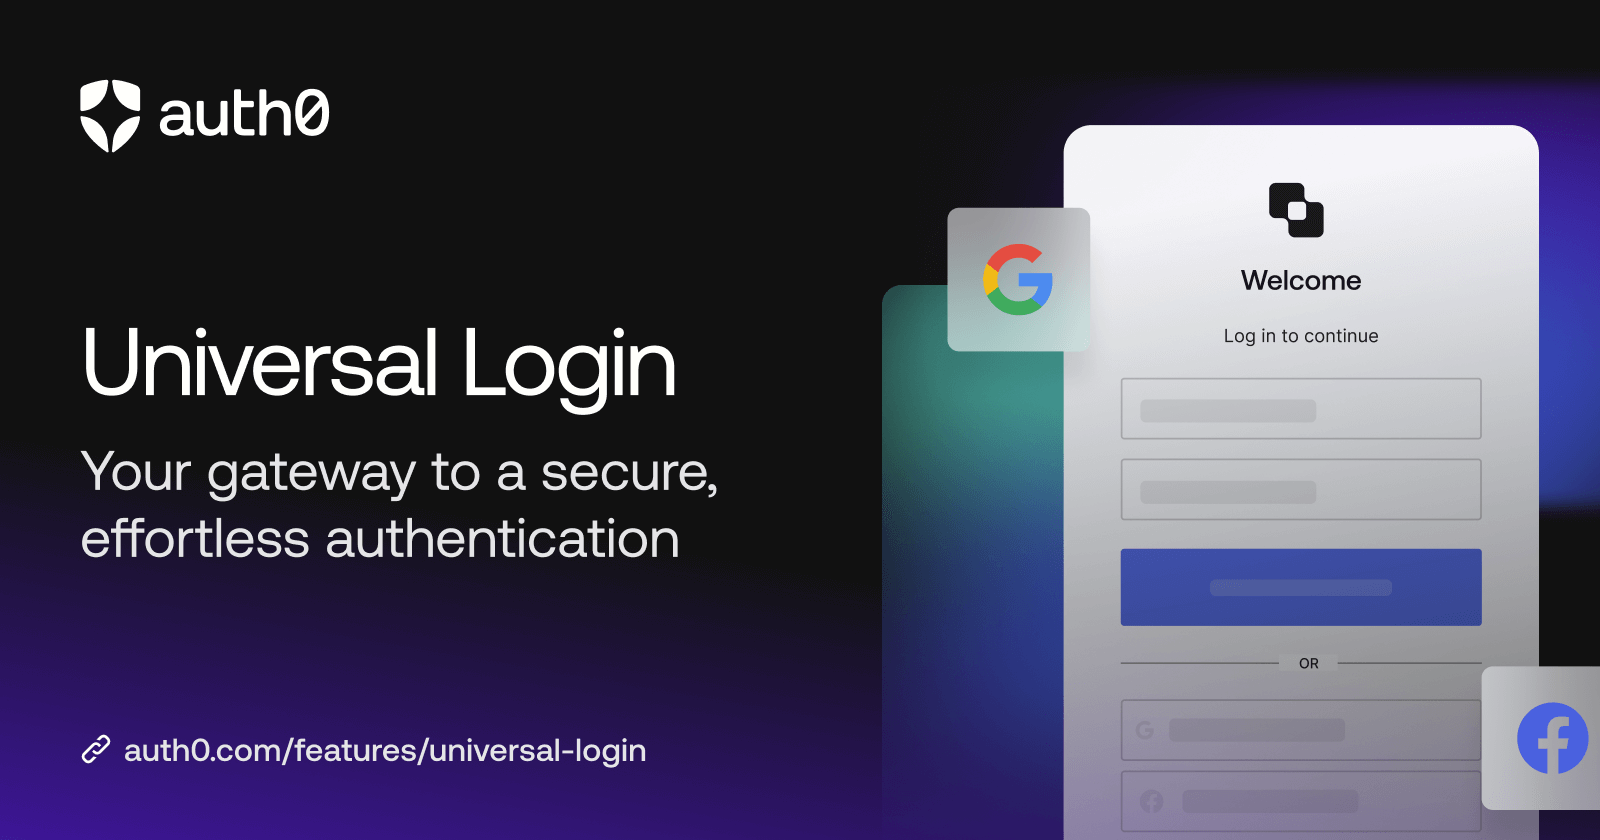 auth0
Universal Login
Your gateway to a secure,
effortless authentication
auth0.com/features/universal-login
Welcome
Log in to continue
OR